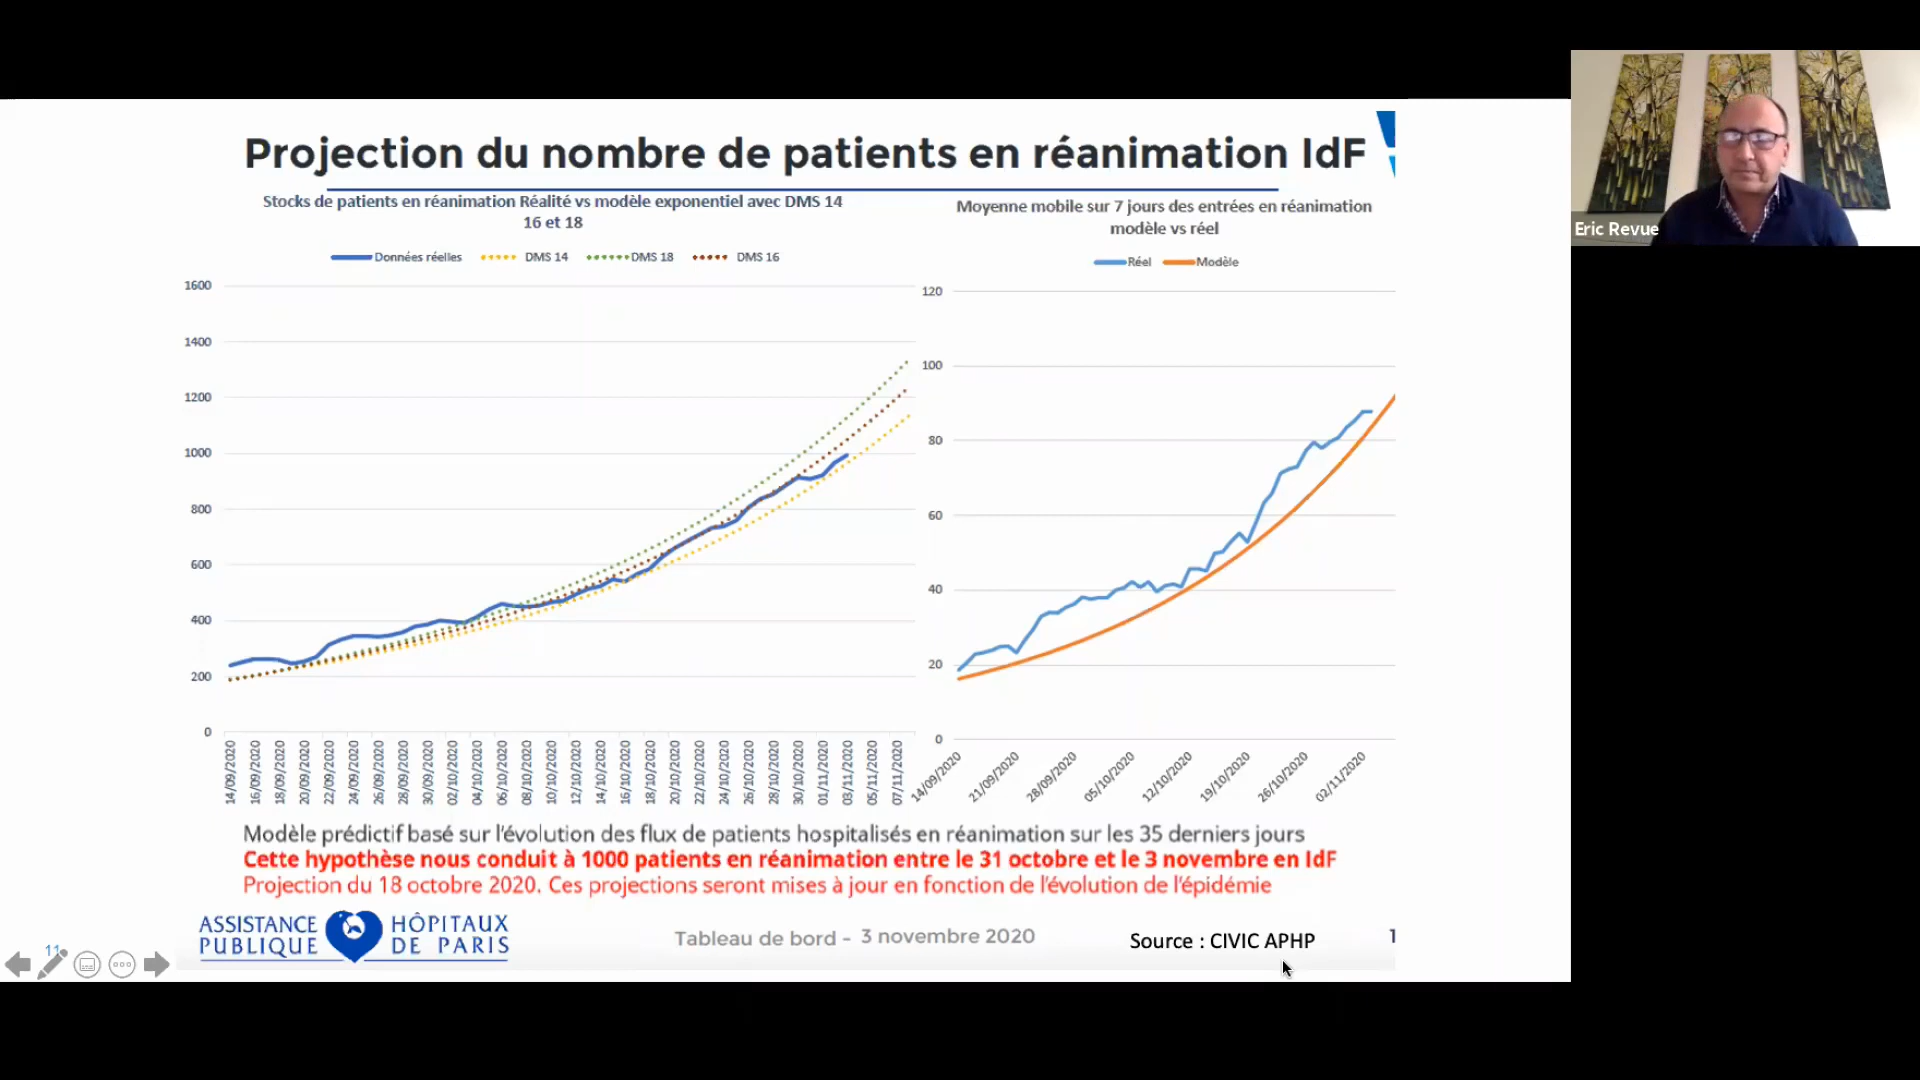 Projection du nombre de patients en réanimation IdF
Stocks de patients en réanimation Réalité vs modèle exponentiel avec DMS 14
16 et 18
Données réelles DMS 14 DMS 18 DMS 16
1600
1400
1200
1000
800
600
400
200
0
14/09/2020 16/09/2020 18/09/2020 20/09/2020 22/09/2020 24/09/2020 26/09/2020 28/09/2020 30/09/2020 02/10/2020 04/10/2020 06/10/2020 08/10/2020 10/10/2020 12/10/2020 14/10/2020 16/10/2020 18/10/2020 20/10/2020 22/10/2020 24/10/2020 26/10/2020 28/10/2020 30/10/2020 01/11/2020 03/11/2020 05/11/2020 07/11/2020
Moyenne mobile sur 7 jours des entrées en réanimation
modèle vs réel
Réel Modèle
120
100
80
60
40
20
0
14/09/2020 21/09/2020 28/09/2020 05/10/2020 12/10/2020 19/10/2020 26/10/2020 02/11/2020
Modèle prédictif basé sur l'évolution des flux de patients hospitalisés en réanimation sur les 35 derniers jours
Cette hypothèse nous conduit à 1000 patients en réanimation entre le 31 octobre et le 3 novembre en IdF
Projection du 18 octobre 2020. Ces projections seront mises à jour en fonction de l'évolution de l'épidémie
ASSISTANCE HÔPITAUX
PUBLIQUE DE PARIS
Tableau de bord - 3 novembre 2020
Source : CIVIC APHP
1
11
Eric Revue